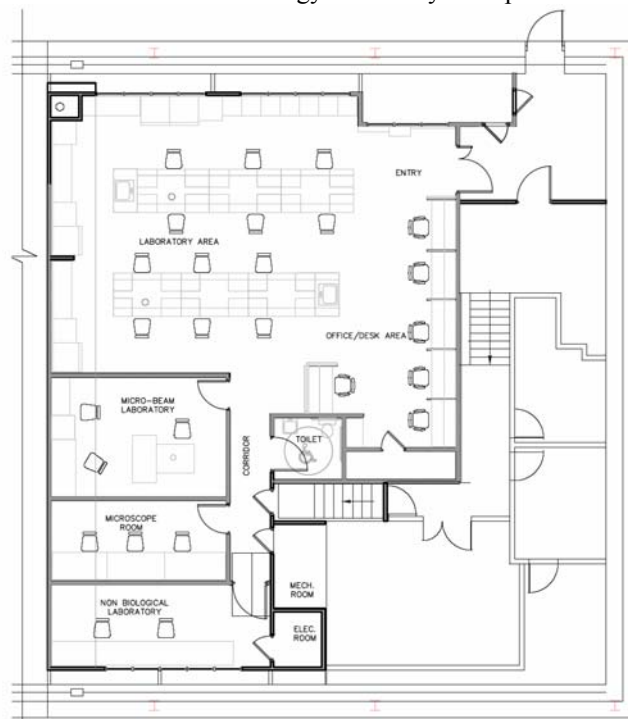 ENTRY
LABORATORY AREA
OFFICE/DESK AREA
MICRO-BEAM
LABORATORY
CORRIDOR
TOILET
MICROSCOPE
ROOM
MECH.
ROOM
NON BIOLOGICAL
LABORATORY
ELEC.
ROOM